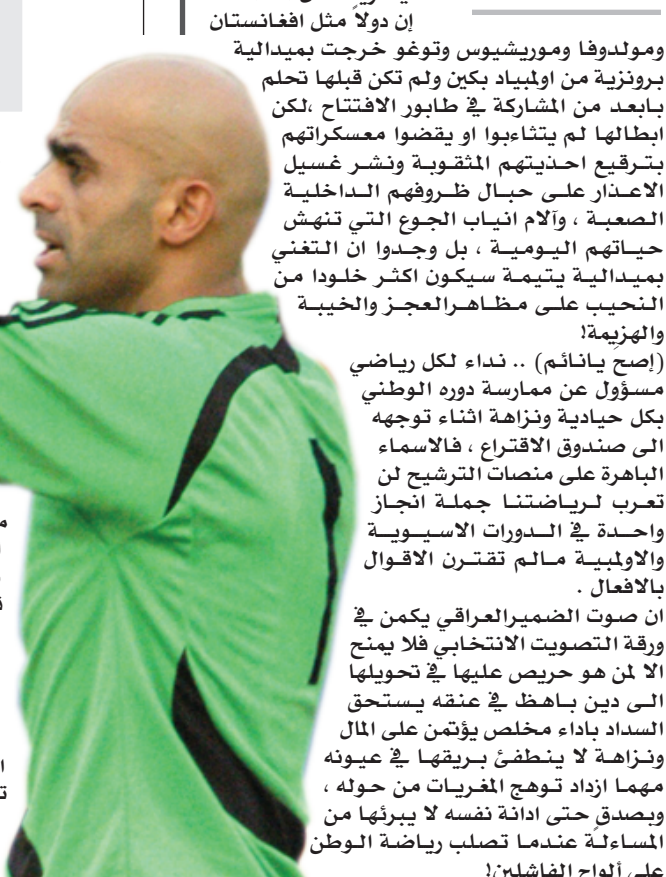 إن دولاً مثل افغانستان
ومولدوفا وموريشيوس وتوغو خرجت بميدالية
برونزية من اولمبياد بكين ولم تكن قبلها تحلم
بابعد من المشاركة في طابور الافتتاح ،لكن
ابطالها لم يتثاءبوا او يقضوا معسكراتهم
بترقيع احذيتهم المثقوبة ونشر غسيل
الاعذار على حبال ظروفهم الداخلية
الصعبة ، وآلام انياب الجوع التي تنهش
حياتهم اليومية ، بل وجدوا ان التغني
بميدالية يتيمة سيكون اكثر خلودا من
النحيب على مظاهرالعجز والخيبة
والهزيمة!
(إصحَ يانائم) .. نداء لكل رياضي
مسؤول عن ممارسة دوره الوطني
بكل حيادية ونزاهة اثناء توجهه
الى صندوق الاقتراع ، فالاسماء
الباهرة على منصات الترشيح لن
تعرب لرياضتنا جملة انجاز
واحدة في الدورات الاسيوية
والاولمبية مالم تقترن الاقوال
بالافعال .
ان صوت الضميرالعراقي يكمن في
ورقة التصويت الانتخابي فلا يمنح
الا لمن هو حريص عليها في تحويلها
الى دين باهظ في عنقه يستحق
السداد باداء مخلص يؤتمن على المال
ونزاهة لا ينطفئ بريقها في عيونه
مهما ازداد توهج المغريات من حوله ،
وبصدقٍ حتى ادانة نفسه لا يبرئها من
المساءلة عندما تصلب رياضة الوطن
على ألواح الفاشلين!